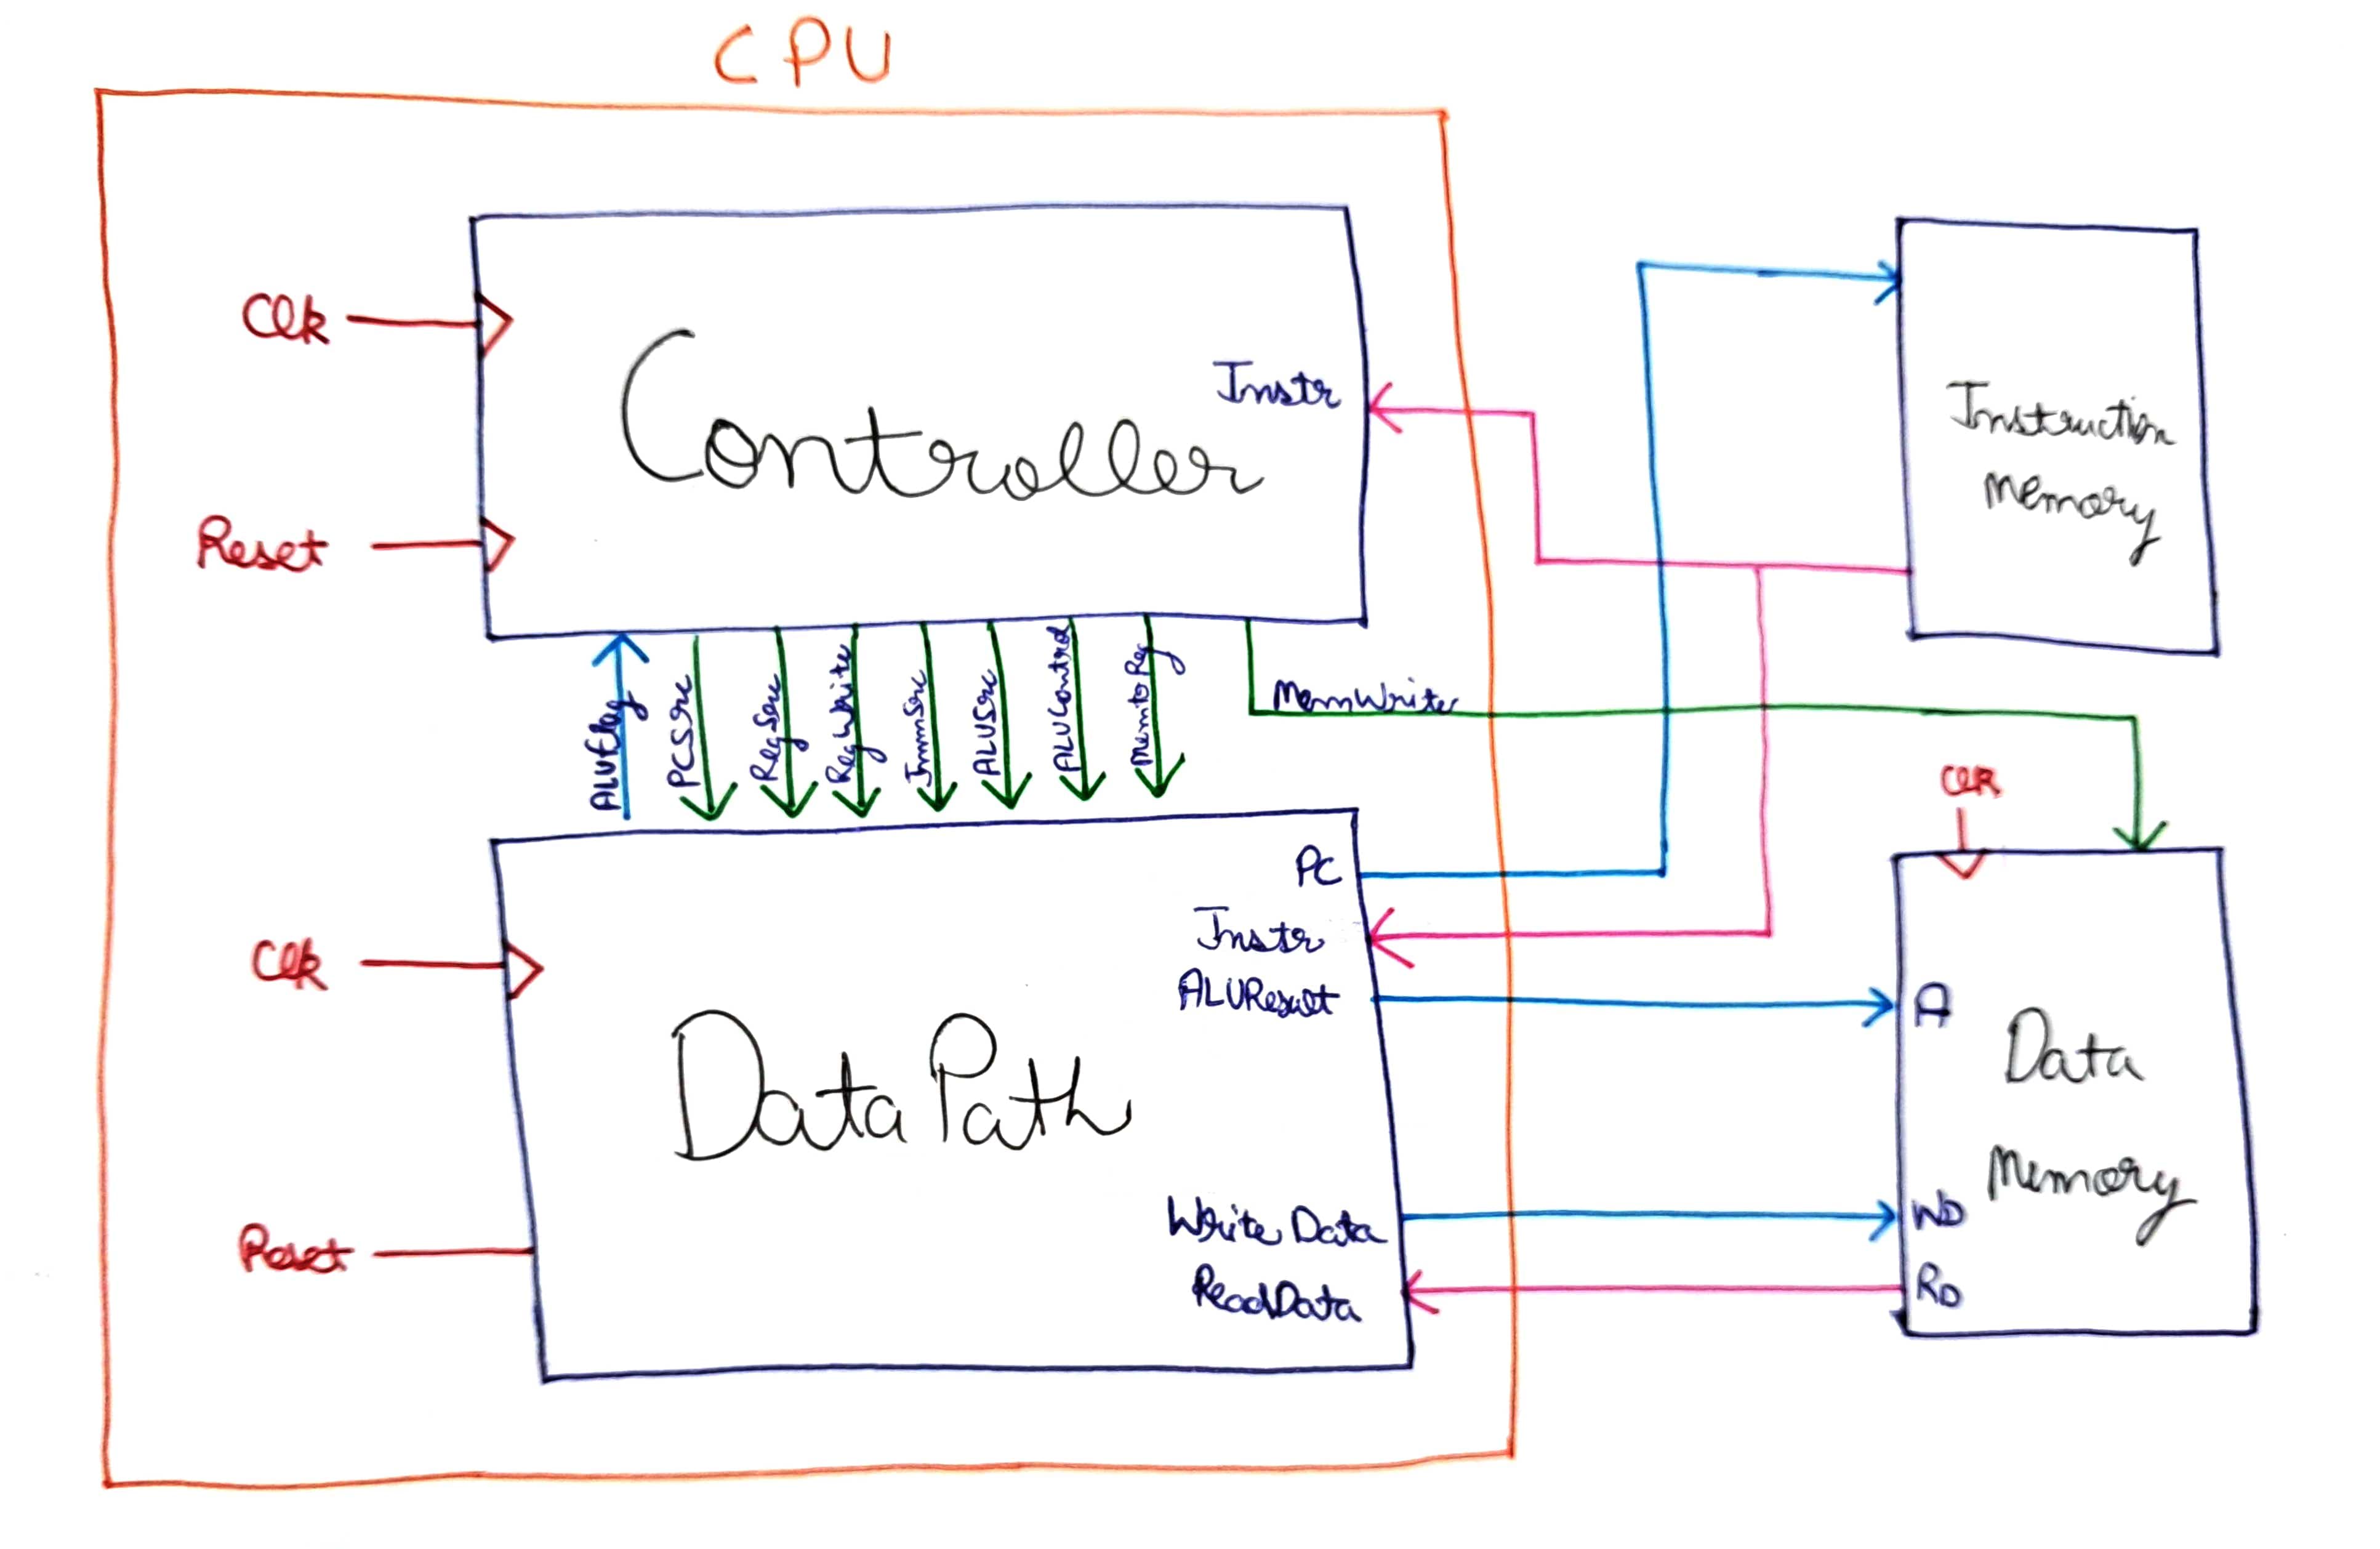 CPU
Clk
Controller
Instr
Reset
Instruction
Memory
ALUFlag
PCSrc
RegSrc
RegWrite
ImmSrc
ALUSrc
ALUControl
MemtoReg
MemWrite
Clk
PC
Instr
ALUResult
Clk
DataPath
A
Data
Memory
Write Data
WD
Reset
ReadData
RD